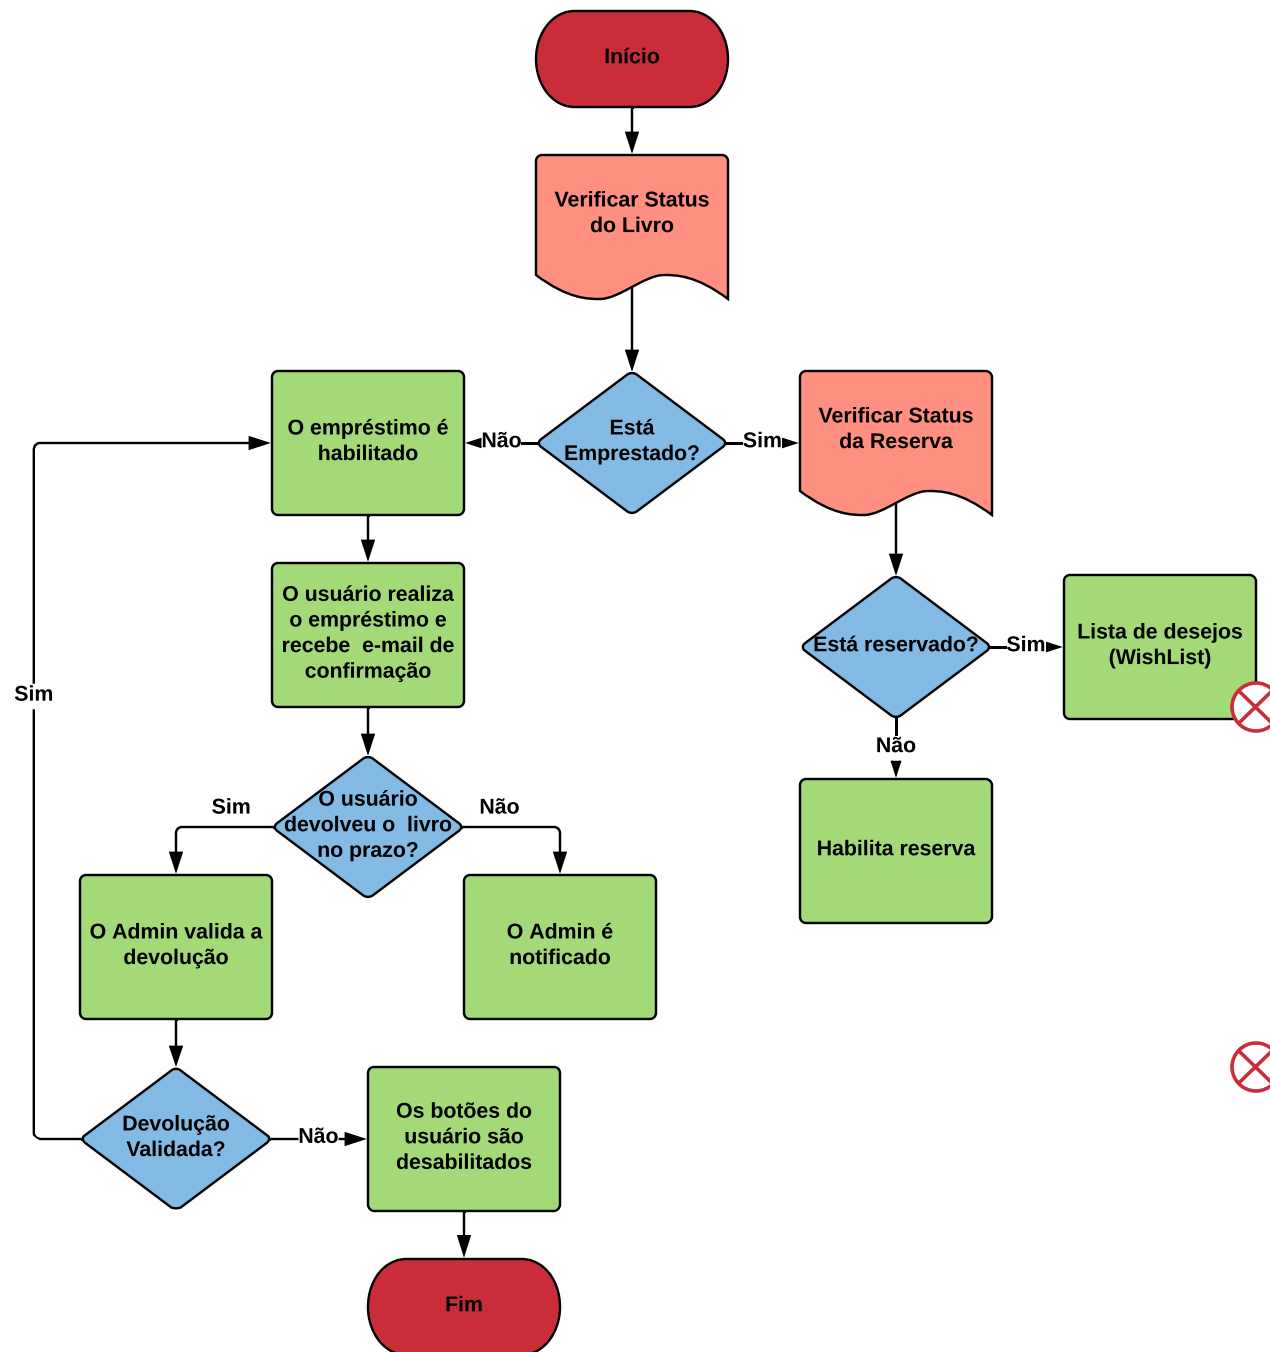 Início
Verificar Status
do Livro
O empréstimo é
habilitado
Não
Está
Emprestado?
Sim
Verificar Status
da Reserva
O usuário realiza
o empréstimo e
recebe  e-mail de
confirmação
Está reservado?
Sim
Lista de desejos
(WishList)
Sim
Não
Habilita reserva
Sim
O usuário
devolveu o  livro
no prazo?
Não
O Admin valida a
devolução
O Admin é
notificado
Devolução
Validada?
Não
Os botões do
usuário são
desabilitados
Fim